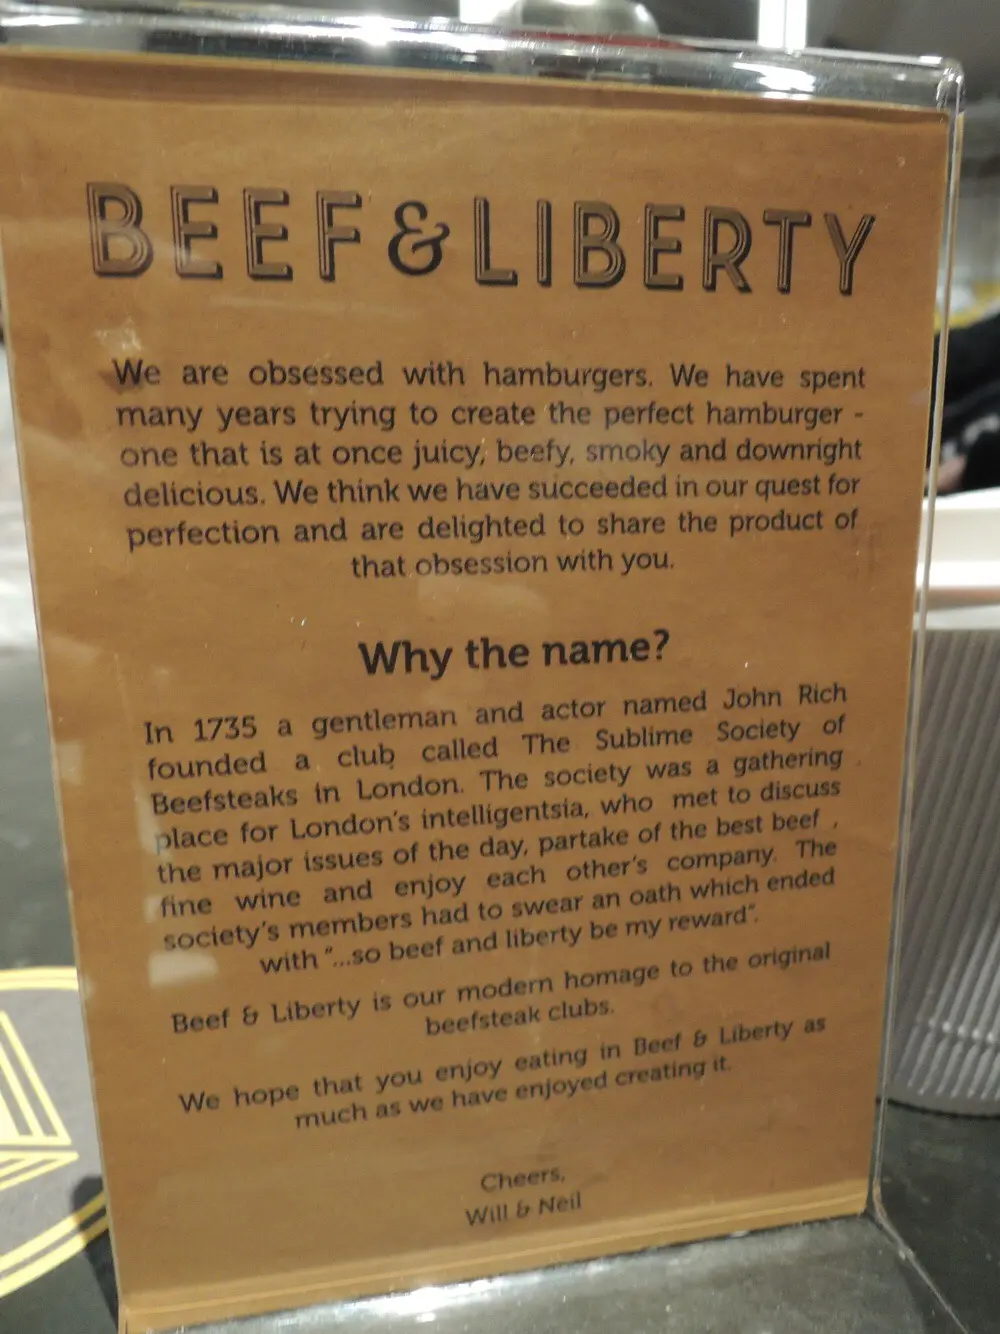 BEEF & LIBERTY
We are obsessed with hamburgers. We have spent
many years trying to create the perfect hamburger -
one that is at once juicy, beefy, smoky and downright
delicious. We think we have succeeded in our quest for
perfection and are delighted to share the product of
that obsession with you.
Why the name?
In 1735 a gentleman and actor named John Rich
founded a club called The Sublime Society of
Beefsteaks in London. The society was a gathering
place for London's intelligentsia, who met to discuss
the major issues of the day, partake of the best beef ,
fine wine and enjoy each other's company. The
society's members had to swear an oath which ended
with "...so beef and liberty be my reward".
Beef & Liberty is our modern homage to the original
beefsteak clubs.
We hope that you enjoy eating in Beef & Liberty as
much as we have enjoyed creating it.
Cheers,
Will & Neil